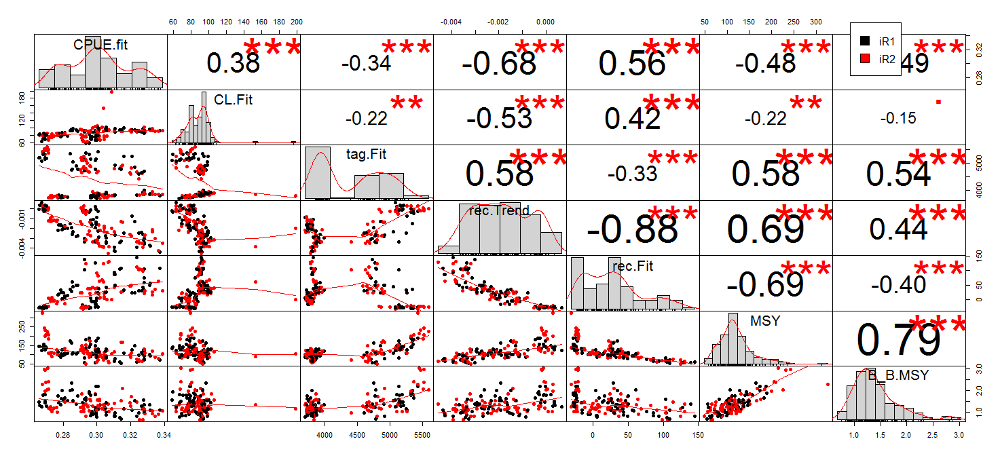 60 80 100 120 140 160 180 200 -0.004 -0.002 0.000 50 100 150 200 250 300
CPUE.fit 0.38 *** -0.34 *** -0.68 *** 0.56 *** -0.48 *** 49 *** 0.28 0.32
iR1
iR2
60 120 180 CL.Fit -0.22 ** -0.53 *** 0.42 *** -0.22 ** -0.15 .
tag.Fit 0.58 *** -0.33 *** 0.58 *** 0.54 *** 4000 5000
-0.004 -0.001 rec.Trend -0.88 *** 0.69 *** 0.44 ***
rec.Fit -0.69 *** -0.40 *** 0 50 150
50 150 250 MSY 0.79 ***
B_B.MSY 1.0 2.0 3.0
0.28 0.30 0.32 0.34 4000 4500 5000 5500 0 50 100 150 1.0 1.5 2.0 2.5 3.0